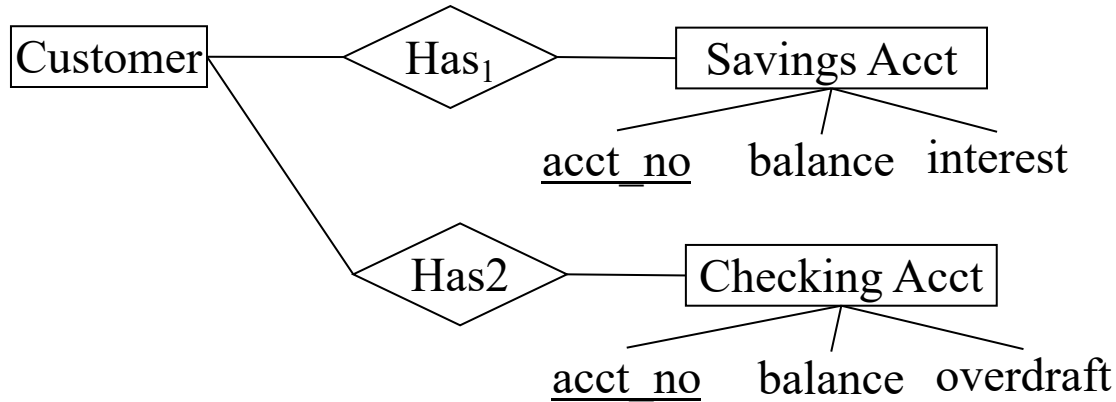 Customer
Has₁
Savings Acct
acct_no balance interest
Has2
Checking Acct
acct_no balance overdraft